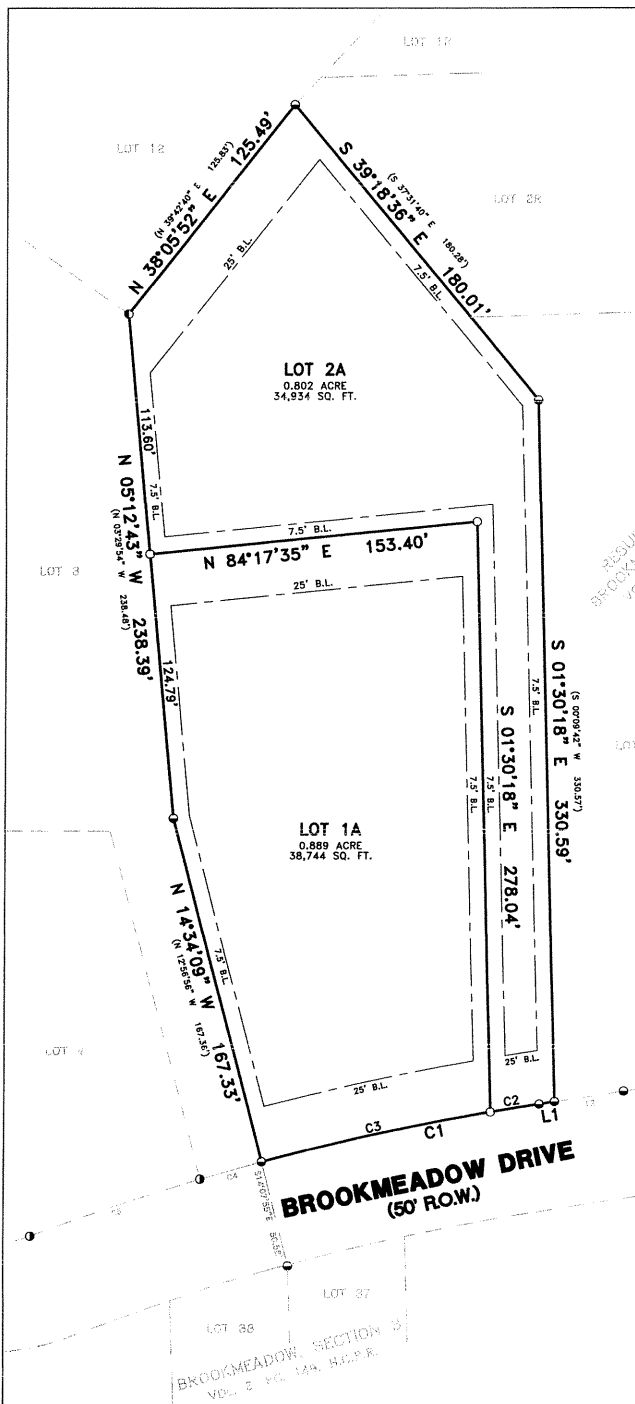 LOT 12
LOT 2R
N 38°05'52" E 125.49'
(N 39°42'40" E 125.83')
S 39°18'36" E 180.01'
(S 37°31'40" E 180.28')
25' B.L.
7.5' B.L.
LOT 2A
0.802 ACRE
34,934 SQ. FT.
113.60'
7.5' B.L.
N 05°12'43" W 238.39'
(N 03°29'54" W 238.48')
7.5' B.L.
N 84°17'35" E 153.40'
25' B.L.
LOT 3
124.79'
S 01°30'18" E 330.59'
(S 00°09'42" W 330.57')
7.5' B.L.
S 01°30'18" E 278.04'
7.5' B.L.
7.5' B.L.
LOT 1A
0.889 ACRE
38,744 SQ. FT.
N 14°34'09" W 167.33'
(N 12°56'56" W 167.36')
7.5' B.L.
25' B.L.
25' B.L.
C3
C1
C2
L1
C4
BROOKMEADOW DRIVE
(50' R.O.W.)
LOT 37
LOT 38
BROOKMEADOW, SECTION
VOL. 2 PG. 149, H.C.P.R.